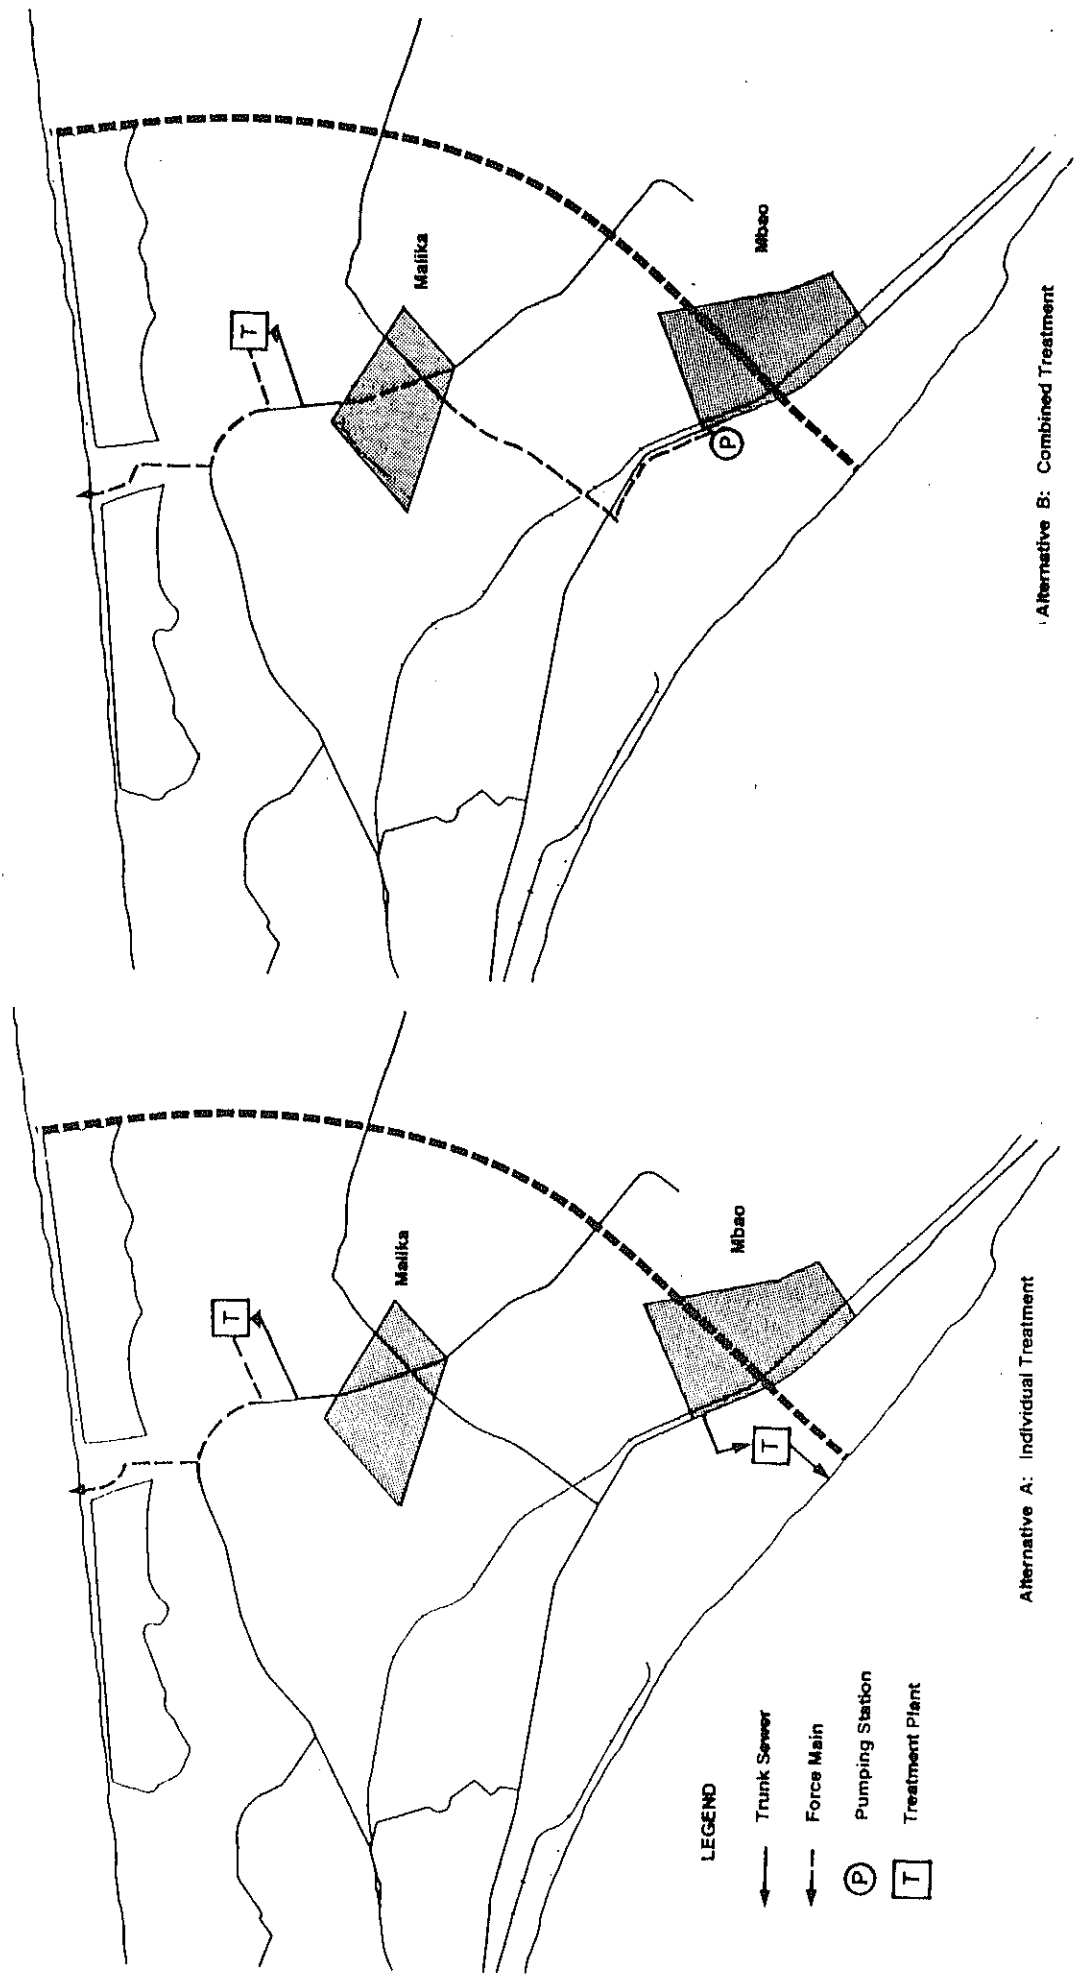 Malika
Mbao
T
T
Alternative A: Individual Treatment
LEGEND
Trunk Sewer
Force Main
P Pumping Station
T Treatment Plant
Malika
Mbao
T
P
Alternative B: Combined Treatment